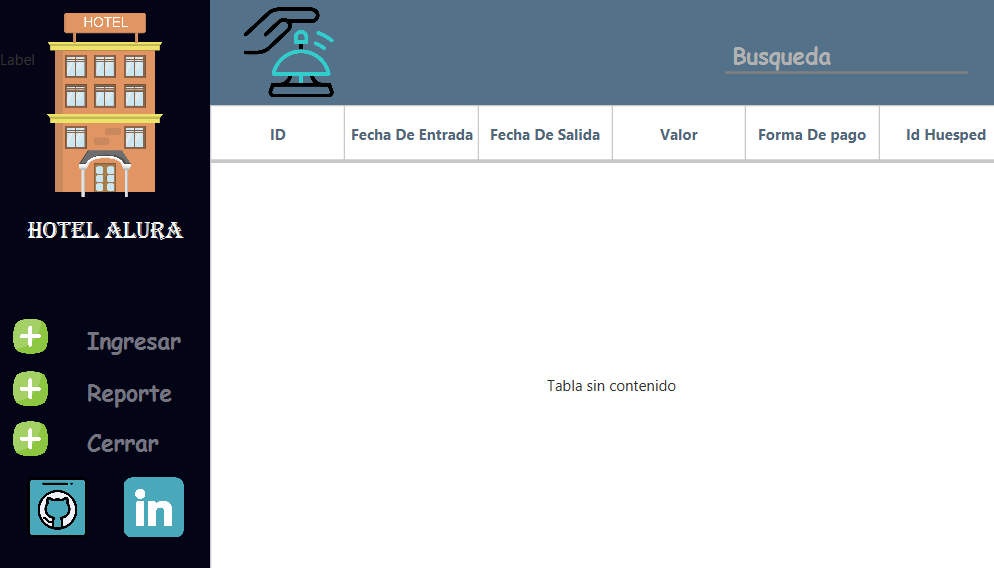 HOTEL
Label
HOTEL ALURA
Ingresar
Reporte
Cerrar
in
Busqueda
ID Fecha De Entrada Fecha De Salida Valor Forma De pago Id Huesped
Tabla sin contenido